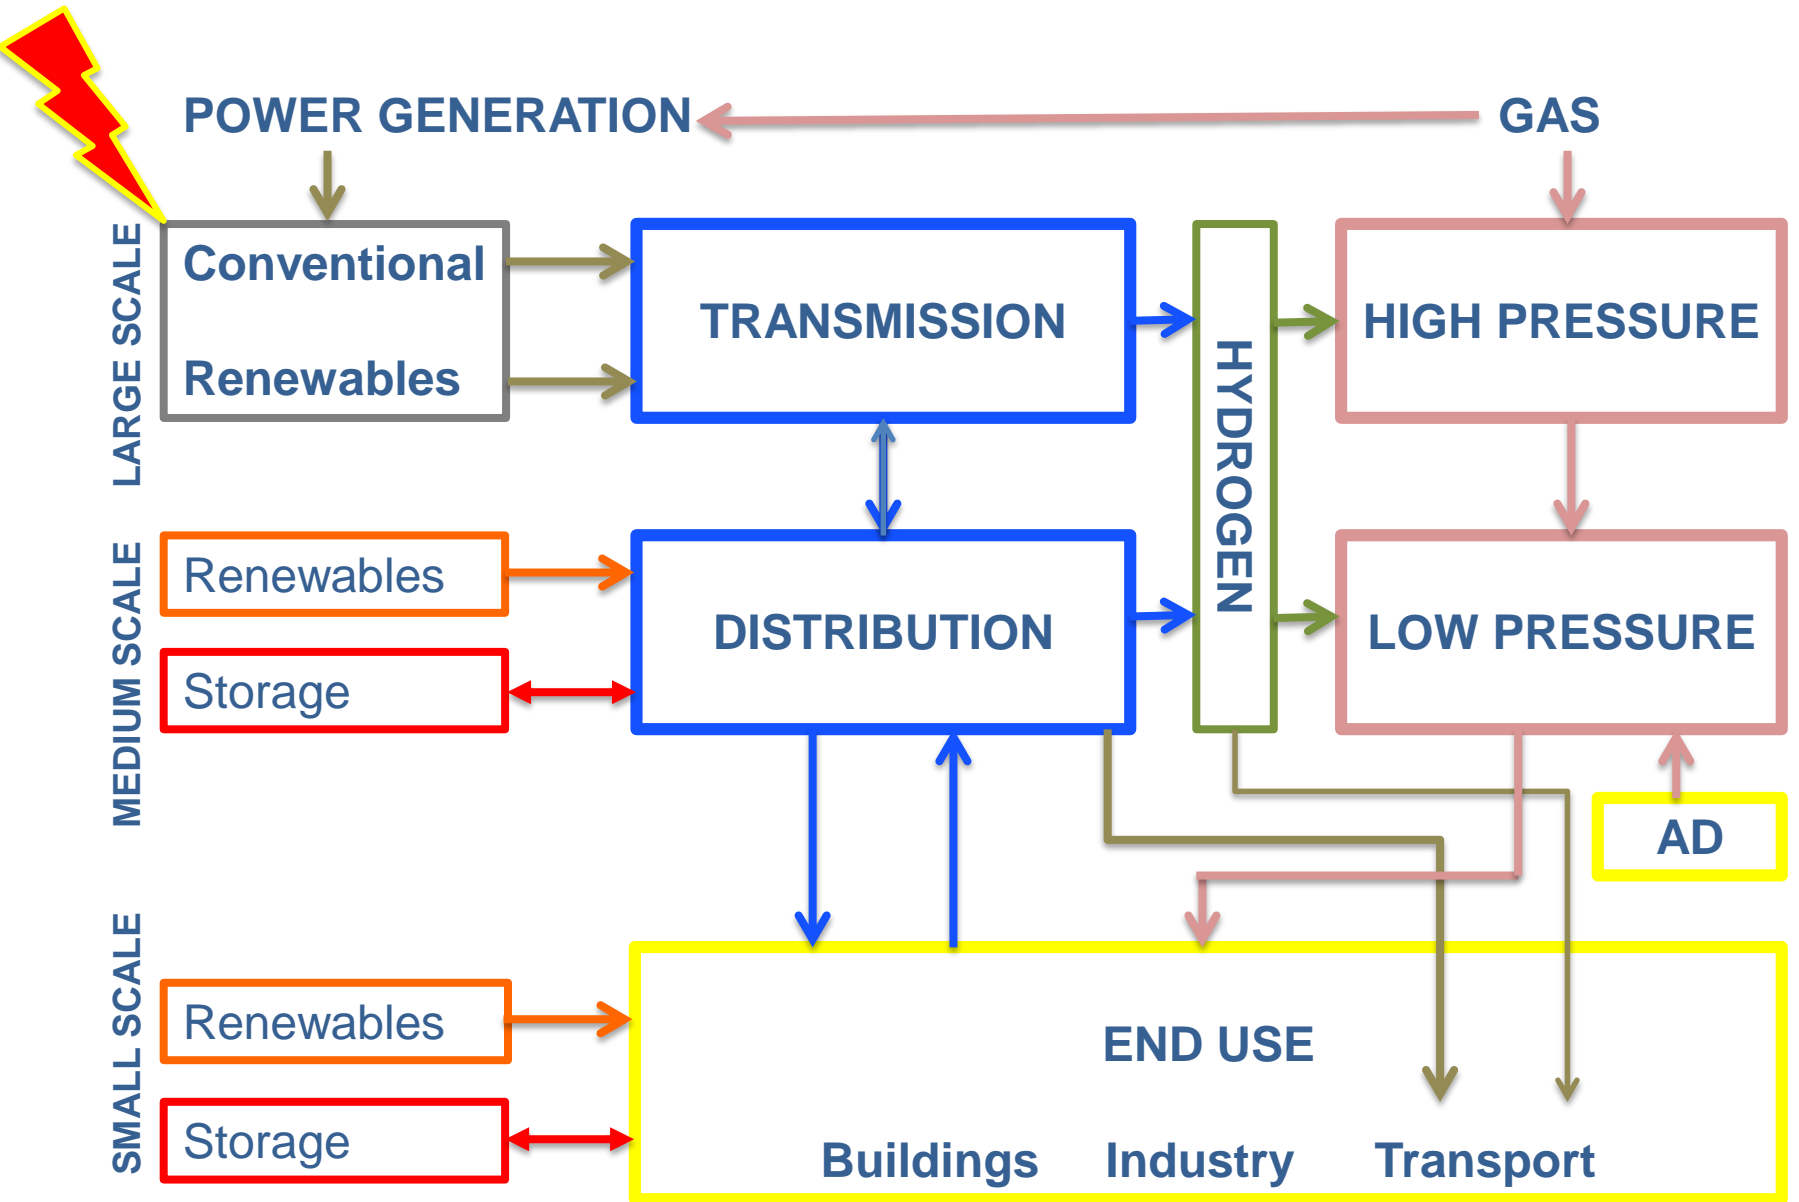 POWER GENERATION
GAS
LARGE SCALE
Conventional
Renewables
TRANSMISSION
HYDROGEN
HIGH PRESSURE
MEDIUM SCALE
Renewables
Storage
DISTRIBUTION
LOW PRESSURE
AD
SMALL SCALE
Renewables
Storage
END USE
Buildings Industry Transport